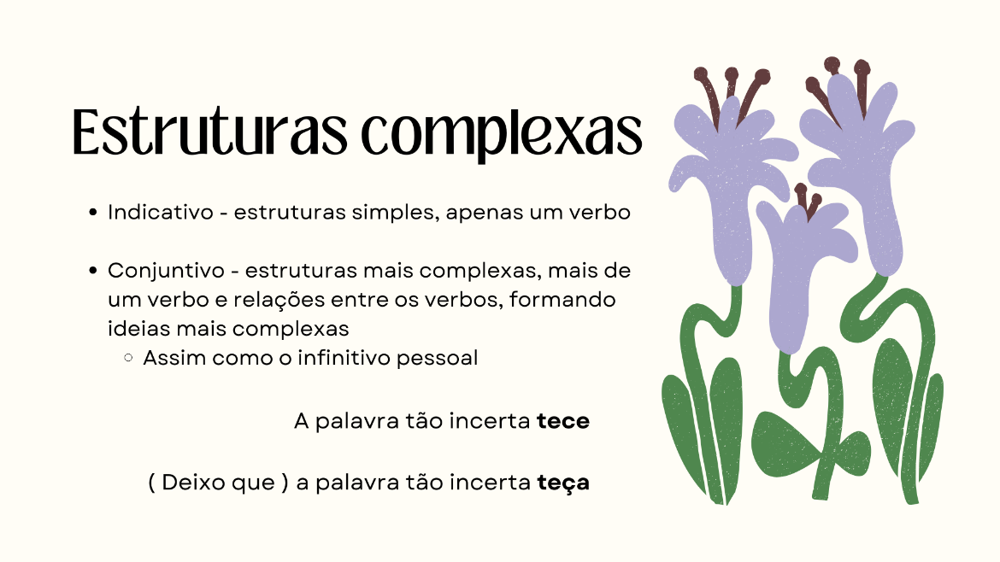 Estruturas complexas
• Indicativo - estruturas simples, apenas um verbo
• Conjuntivo - estruturas mais complexas, mais de
um verbo e relações entre os verbos, formando
ideias mais complexas
○ Assim como o infinitivo pessoal
A palavra tão incerta tece
( Deixo que ) a palavra tão incerta teça